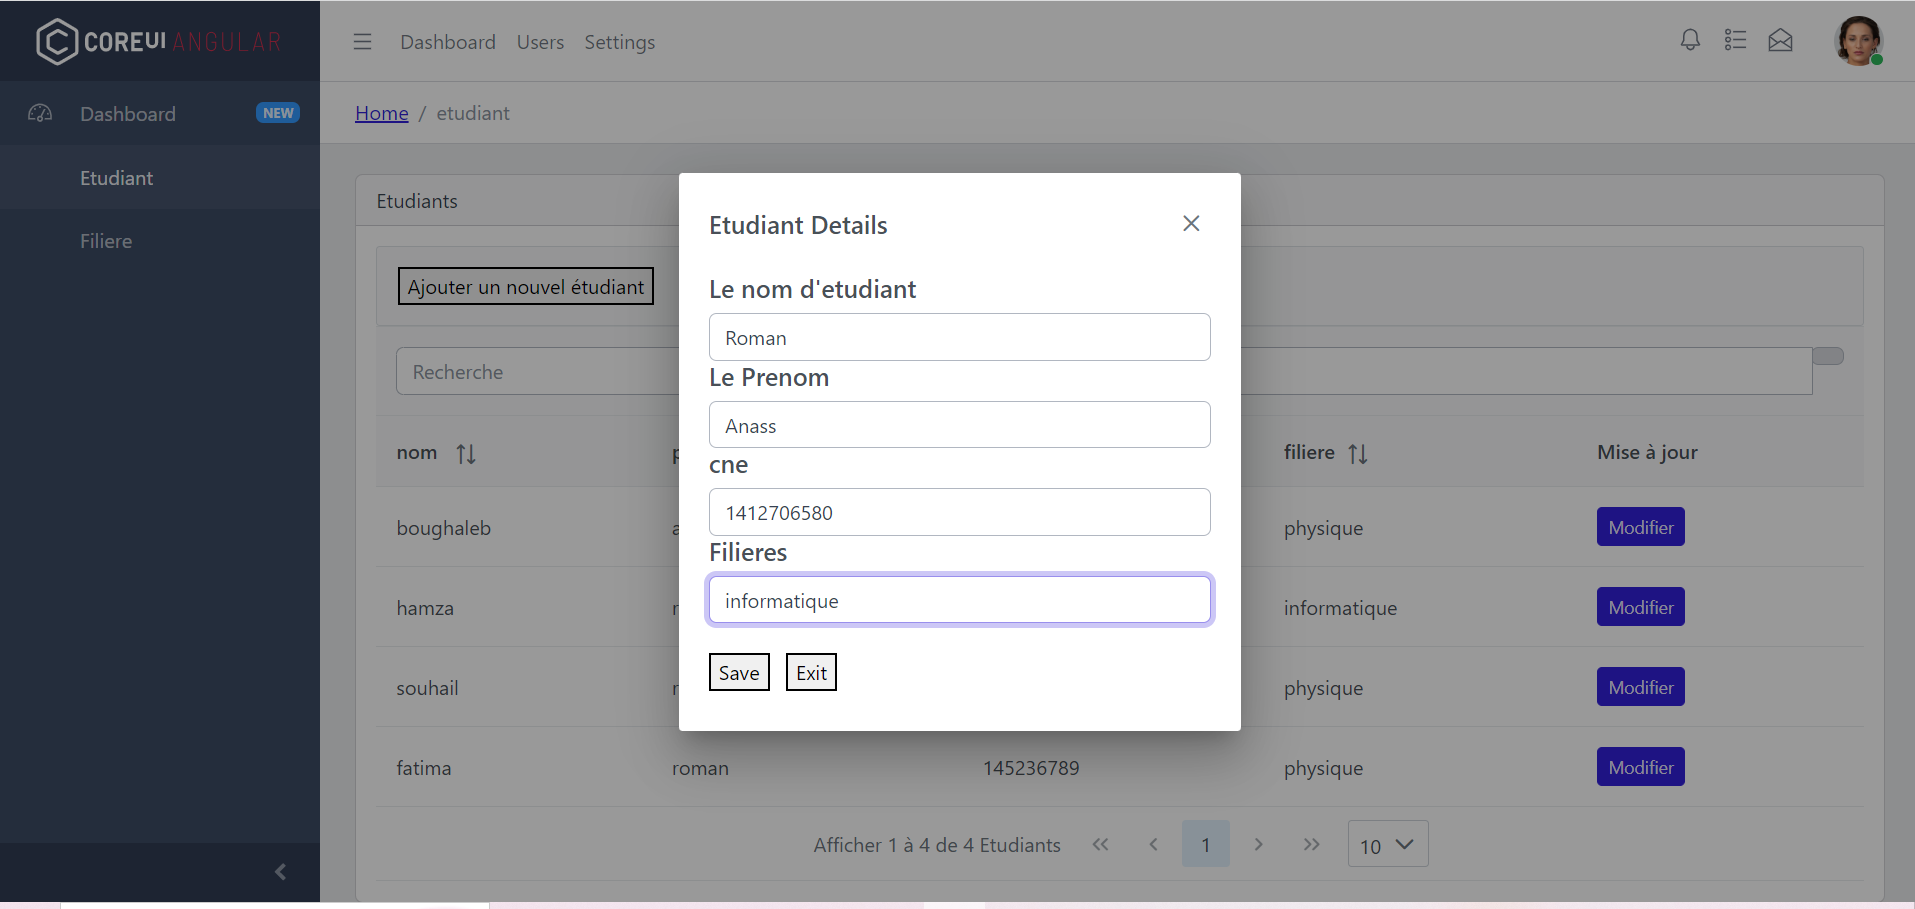 COREUI ANGULAR
Dashboard Users Settings
Dashboard NEW
Home / etudiant
Etudiant
Filiere
Etudiants
Ajouter un nouvel étudiant
Recherche
Etudiant Details
Le nom d'etudiant
Roman
Le Prenom
Anass
cne
1412706580
Filieres
informatique
Save Exit
nom filiere Mise à jour
boughaleb physique Modifier
hamza informatique Modifier
souhail physique Modifier
fatima roman 145236789 physique Modifier
Afficher 1 à 4 de 4 Etudiants << < 1 > >> 10